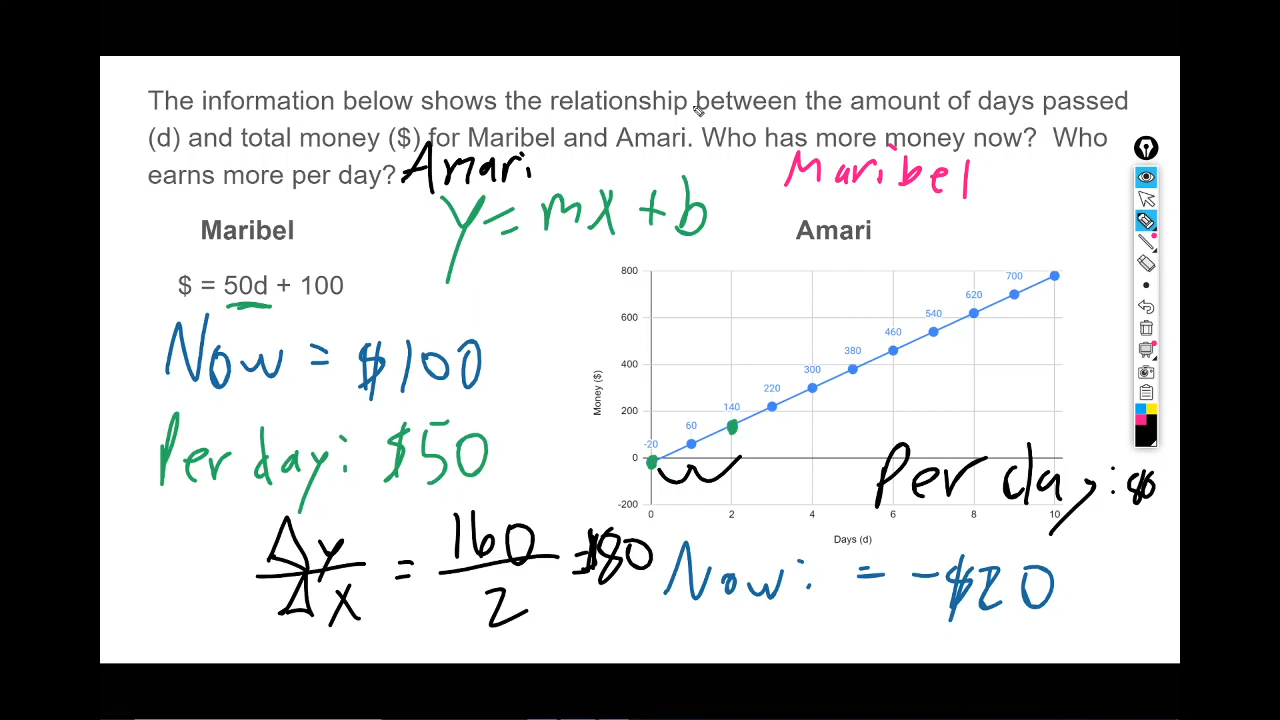 The information below shows the relationship between the amount of days passed
(d) and total money ($) for Maribel and Amari. Who has more money now? Who
earns more per day? Amari
Maribel
y = mx + b
Maribel
Amari
$ = 50d + 100
Now = $100
Per day: $50
Δy/Δx = 160/2 = $80
800
600
400
200
0
-200
Money ($)
-20
60
140
220
300
380
460
540
620
700
0
2
4
6
8
10
Days (d)
Per day: 80
Now: = -$20